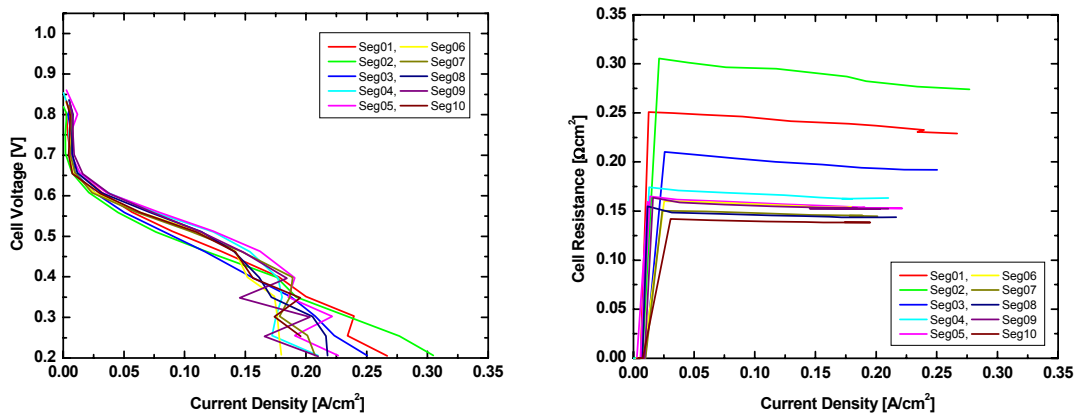 1.0
0.9
0.8
0.7
0.6
0.5
0.4
0.3
0.2
0.00 0.05 0.10 0.15 0.20 0.25 0.30 0.35
Cell Voltage [V]
Current Density [A/cm²]
Seg01, Seg06
Seg02, Seg07
Seg03, Seg08
Seg04, Seg09
Seg05, Seg10
0.35
0.30
0.25
0.20
0.15
0.10
0.05
0.00
0.00 0.05 0.10 0.15 0.20 0.25 0.30 0.35
Cell Resistance [Ωcm²]
Current Density [A/cm²]
Seg01, Seg06
Seg02, Seg07
Seg03, Seg08
Seg04, Seg09
Seg05, Seg10